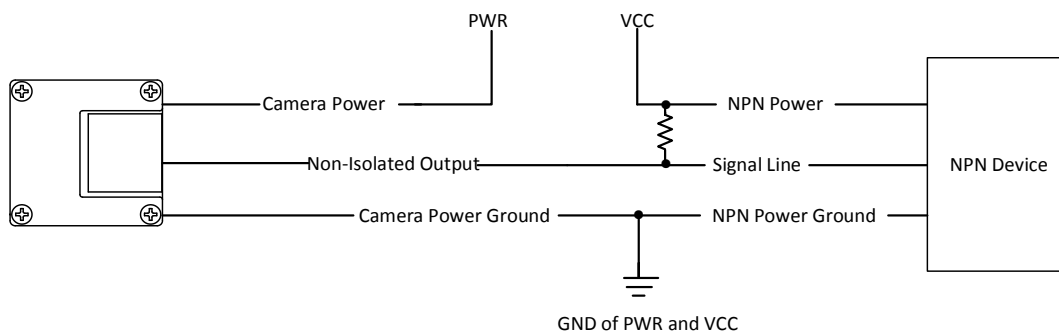 PWR
VCC
Camera Power
NPN Power
Non-Isolated Output
Signal Line
NPN Device
Camera Power Ground
NPN Power Ground
GND of PWR and VCC